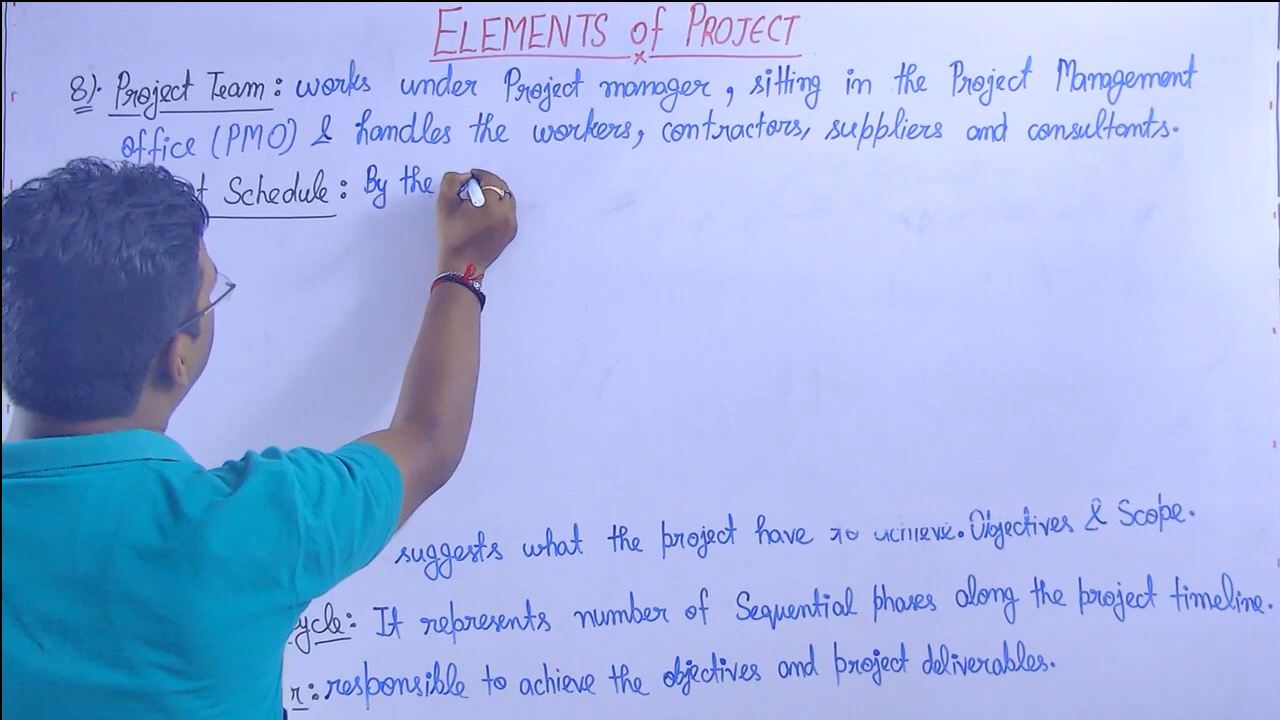 ELEMENTS of PROJECT
8). Project Team: works under Project manager, sitting in the Project Management
office (PMO) & handles the workers, contractors, suppliers and consultants.
t Schedule: By the
suggests what the project have to achieve. Objectives & Scope.
ycle: It represents number of Sequential phases along the project timeline.
r: responsible to achieve the objectives and project deliverables.